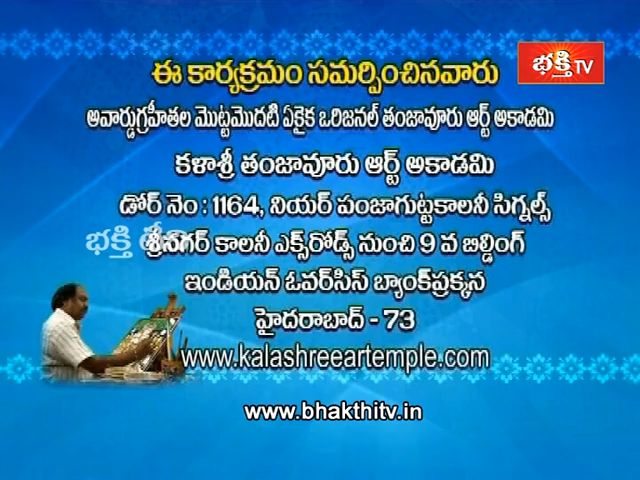 భక్తి TV
ఈ కార్యక్రమం సమర్పించినవారు
అవార్డుగ్రహీతల మొట్టమొదటి ఏకైక ఒరిజనల్ తంజావూరు ఆర్ట్ అకాడమి
కళాశ్రీ తంజావూరు ఆర్ట్ అకాడమి
డోర్ నెం : 1164, నియర్ పంజాగుట్టకాలనీ సిగ్నల్స్
శ్రీనగర్ కాలనీ ఎక్స్‌రోడ్స్ నుంచి 9 వ బిల్డింగ్
ఇండియన్ ఓవర్‌సిస్ బ్యాంక్‌ప్రక్కన
హైదరాబాద్ - 73
www.kalashreeartemple.com
www.bhakthitv.in